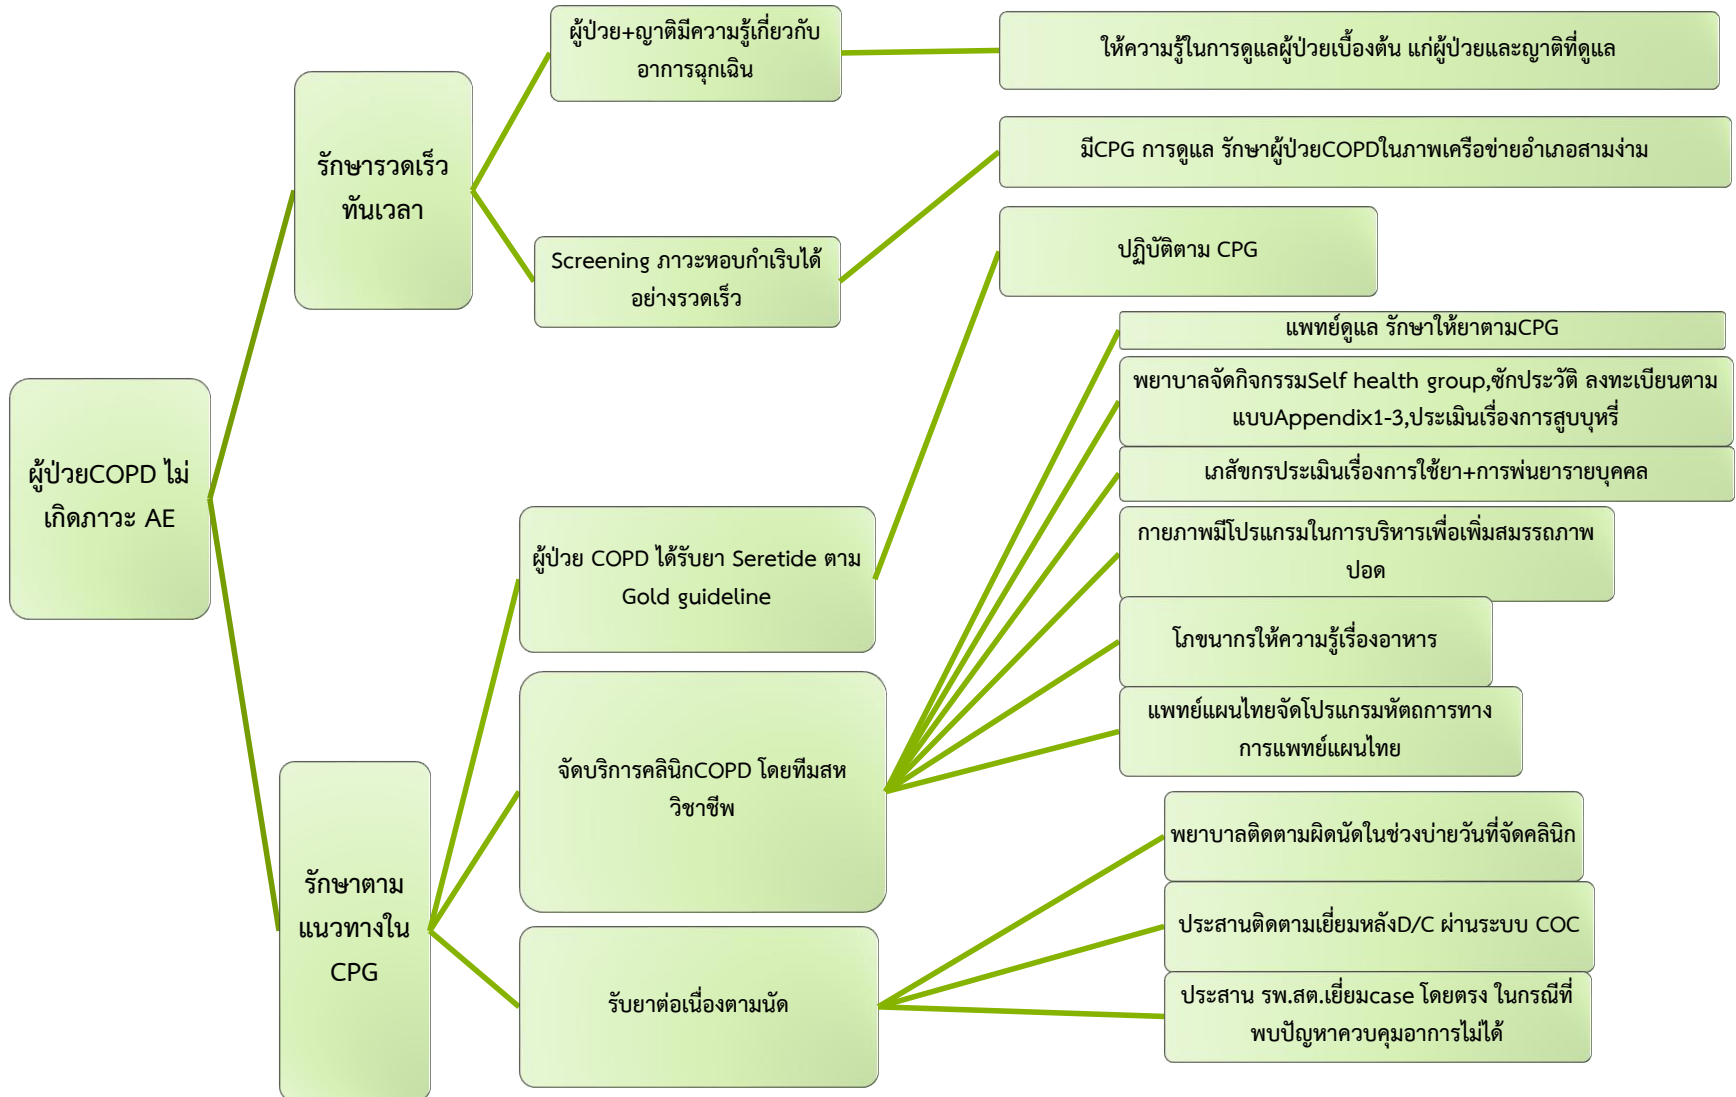 ผู้ป่วย+ญาติมีความรู้เกี่ยวกับ
อาการฉุกเฉิน
ให้ความรู้ในการดูแลผู้ป่วยเบื้องต้น แก่ผู้ป่วยและญาติที่ดูแล
รักษารวดเร็ว
ทันเวลา
มีCPG การดูแล รักษาผู้ป่วยCOPDในภาพเครือข่ายอำเภอสามง่าม
Screening ภาวะหอบกำเริบได้
อย่างรวดเร็ว
ปฏิบัติตาม CPG
แพทย์ดูแล รักษาให้ยาตามCPG
พยาบาลจัดกิจกรรมSelf health group,ซักประวัติ ลงทะเบียนตาม
แบบAppendix1-3,ประเมินเรื่องการสูบบุหรี่
เภสัขกรประเมินเรื่องการใช้ยา+การพ่นยารายบุคคล
ผู้ป่วยCOPD ไม่
เกิดภาวะ AE
ผู้ป่วย COPD ได้รับยา Seretide ตาม
Gold guideline
กายภาพมีโปรแกรมในการบริหารเพื่อเพิ่มสมรรถภาพ
ปอด
โภขนากรให้ความรู้เรื่องอาหาร
แพทย์แผนไทยจัดโปรแกรมหัตถการทาง
การแพทย์แผนไทย
จัดบริการคลินิกCOPD โดยทีมสห
วิชาชีพ
รักษาตาม
แนวทางใน
CPG
พยาบาลติดตามผิดนัดในช่วงบ่ายวันที่จัดคลินิก
ประสานติดตามเยี่ยมหลังD/C ผ่านระบบ COC
รับยาต่อเนื่องตามนัด
ประสาน รพ.สต.เยี่ยมcase โดยตรง ในกรณีที่
พบปัญหาควบคุมอาการไม่ได้